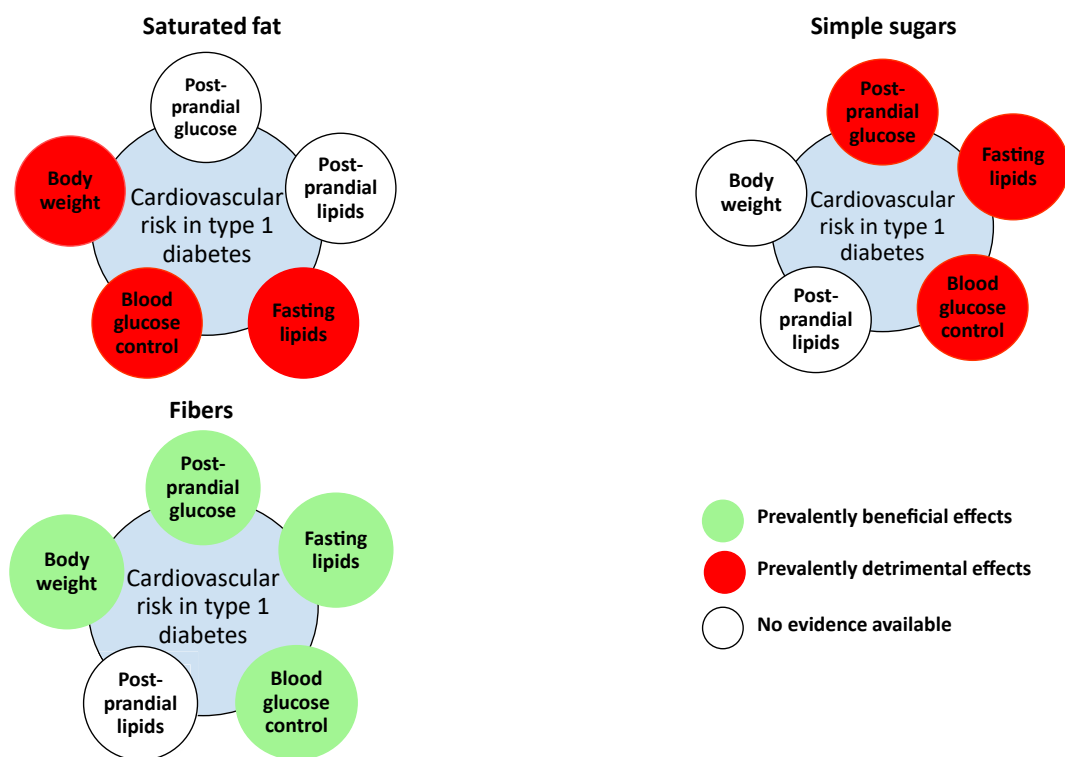 Saturated fat
Post-
prandial
glucose
Post-
prandial
lipids
Body
weight
Cardiovascular
risk in type 1
diabetes
Blood
glucose
control
Fasting
lipids
Simple sugars
Post-
prandial
glucose
Fasting
lipids
Body
weight
Cardiovascular
risk in type 1
diabetes
Post-
prandial
lipids
Blood
glucose
control
Fibers
Post-
prandial
glucose
Fasting
lipids
Body
weight
Cardiovascular
risk in type 1
diabetes
Post-
prandial
lipids
Blood
glucose
control
Prevalently beneficial effects
Prevalently detrimental effects
No evidence available